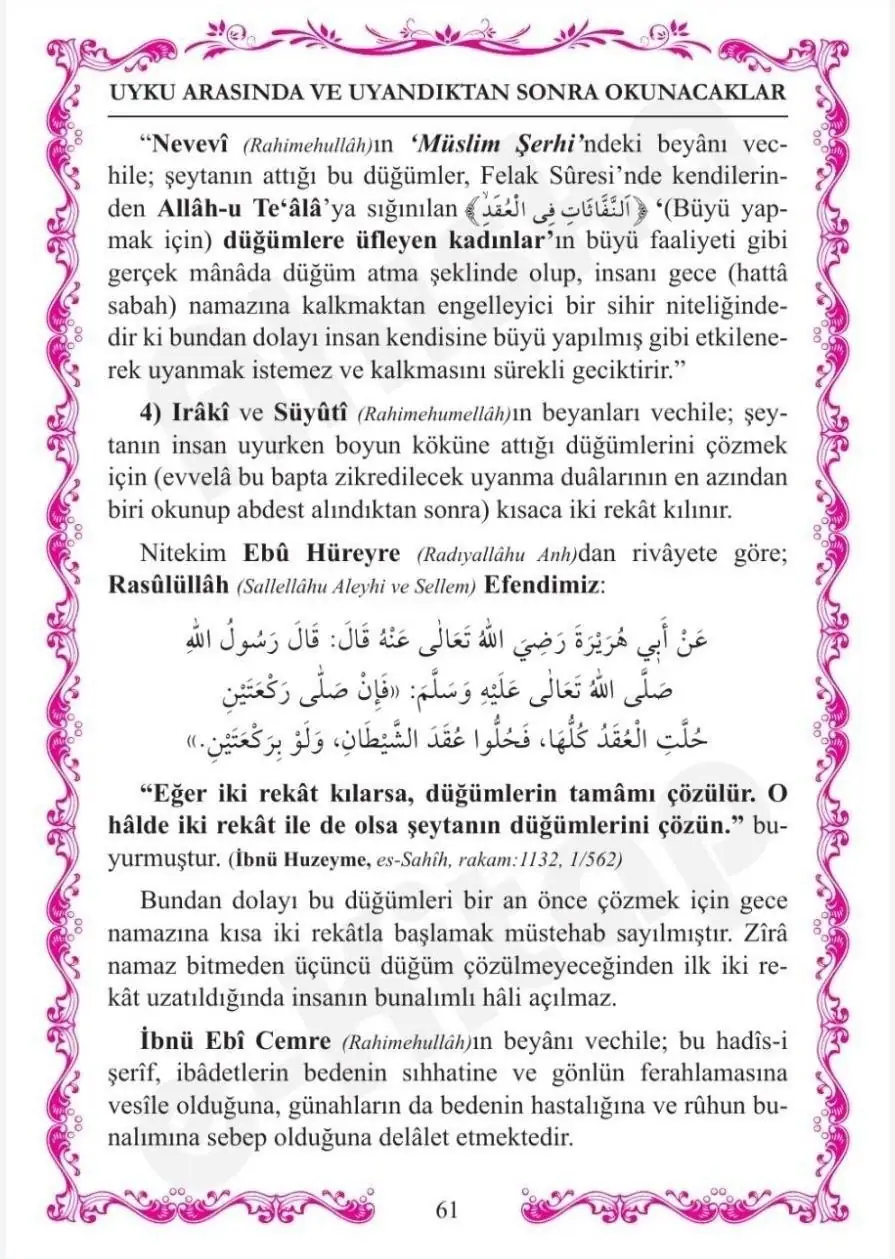 UYKU ARASINDA VE UYANDIKTAN SONRA OKUNACAKLAR
“Nevevî (Rahimehullâh)ın ‘Müslim Şerhi’ndeki beyânı vec-
hile; şeytanın attığı bu düğümler, Felak Sûresi’nde kendilerin-
den Allâh-u Te‘âlâ’ya sığınılan ﴿اَلنَّفَّاثَاتِ فِى الْعُقَدِۙ﴾ ‘(Büyü yap-
mak için) düğümlere üfleyen kadınlar’ın büyü faaliyeti gibi
gerçek mânâda düğüm atma şeklinde olup, insanı gece (hattâ
sabah) namazına kalkmaktan engelleyici bir sihir niteliğinde-
dir ki bundan dolayı insan kendisine büyü yapılmış gibi etkilene-
rek uyanmak istemez ve kalkmasını sürekli geciktirir.”
4) Irâkî ve Süyûtî (Rahimehumellâh)ın beyanları vechile; şey-
tanın insan uyurken boyun köküne attığı düğümlerini çözmek
için (evvelâ bu bapta zikredilecek uyanma duâlarının en azından
biri okunup abdest alındıktan sonra) kısaca iki rekât kılınır.
Nitekim Ebû Hüreyre (Radıyallâhu Anh)dan rivâyete göre;
Rasûlüllâh (Sallellâhu Aleyhi ve Sellem) Efendimiz:
عَنْ أَبِي هُرَيْرَةَ رَضِيَ اللهُ تَعَالٰى عَنْهُ قَالَ: قَالَ رَسُولُ اللهِ
صَلَّى اللهُ تَعَالٰى عَلَيْهِ وَسَلَّمَ: «فَإِنْ صَلَّى رَكْعَتَيْنِ
حُلَّتِ الْعُقَدُ كُلُّهَا، فَحُلُّوا عُقَدَ الشَّيْطَانِ، وَلَوْ بِرَكْعَتَيْنِ.»
“Eğer iki rekât kılarsa, düğümlerin tamâmı çözülür. O
hâlde iki rekât ile de olsa şeytanın düğümlerini çözün.” bu-
yurmuştur. (İbnü Huzeyme, es-Sahîh, rakam:1132, 1/562)
Bundan dolayı bu düğümleri bir an önce çözmek için gece
namazına kısa iki rekâtla başlamak müstehab sayılmıştır. Zîrâ
namaz bitmeden üçüncü düğüm çözülmeyeceğinden ilk iki re-
kât uzatıldığında insanın bunalımlı hâli açılmaz.
İbnü Ebî Cemre (Rahimehullâh)ın beyânı vechile; bu hadîs-i
şerîf, ibâdetlerin bedenin sıhhatine ve gönlün ferahlamasına
vesîle olduğuna, günahların da bedenin hastalığına ve rûhun bu-
nalımına sebep olduğuna delâlet etmektedir.
61